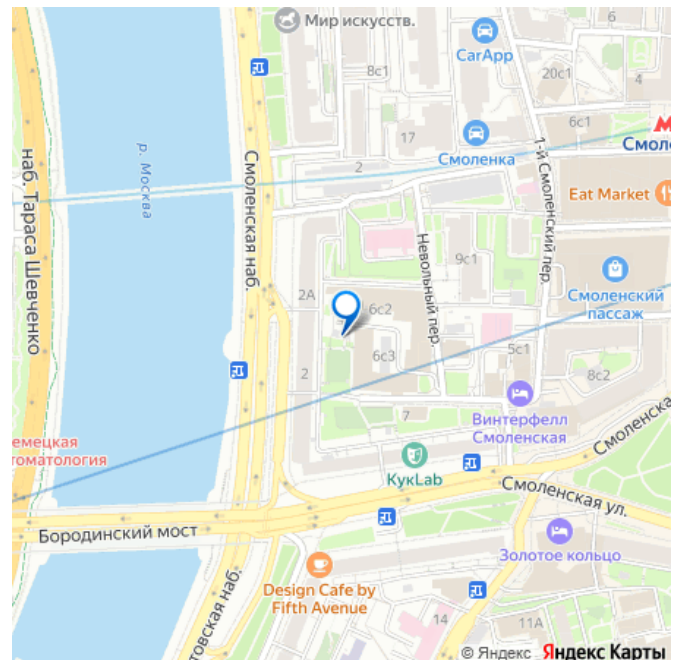 Мир искусств.
CarApp
8с1
20с1
4
6с1
17
Смоленка
Смол
2
1-й Смоленский пер.
Eat Market
р. Москва
наб. Тараса Шевченко
Смоленская наб.
Невольный пер.
9с1
2А
6с2
Смоленский
пассаж
6с3
5с1
2
8с2
7
Винтерфелл
Смоленская
Смоленска
емецкая
томатология
КукLab
Смоленская ул.
Бородинский мост
Золотое кольцо
Design Cafe by
Fifth Avenue
товская наб.
14
11А
© Яндекс Яндекс Карты